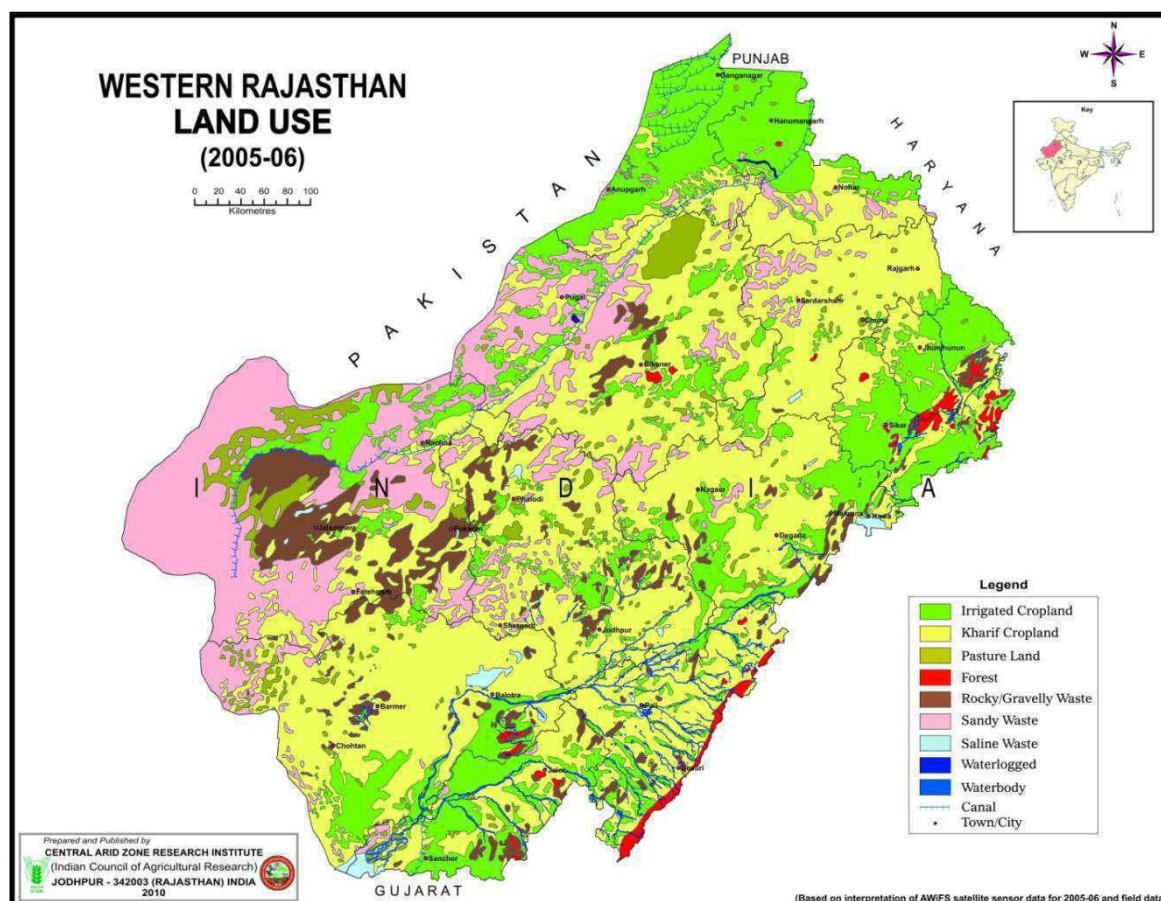 WESTERN RAJASTHAN
LAND USE
(2005-06)
0 20 40 60 80 100
Kilometres
N
W E
S
Key
PUNJAB
HARYANA
PAKISTAN
INDIA
GUJARAT
Ganganagar
Hanumangarh
Anupgarh
Nohar
Rajgarh
Pugal
Sardarshahr
Churu
Jhunjhunun
Bikaner
Sikar
Nachna
Nagaur
Phalodi
Jaisalmer
Pokaran
Nawa
Degana
Fatehgarh
Shergarh
Jodhpur
Balotra
Pali
Barmer
Chohtan
Jalor
Desuri
Sanchor
Legend
Irrigated Cropland
Kharif Cropland
Pasture Land
Forest
Rocky/Gravelly Waste
Sandy Waste
Saline Waste
Waterlogged
Waterbody
Canal
Town/City
Prepared and Published by
CENTRAL ARID ZONE RESEARCH INSTITUTE
(Indian Council of Agricultural Research)
JODHPUR - 342003 (RAJASTHAN) INDIA
2010
(Based on interpretation of AWiFS satellite sensor data for 2005-06 and field data